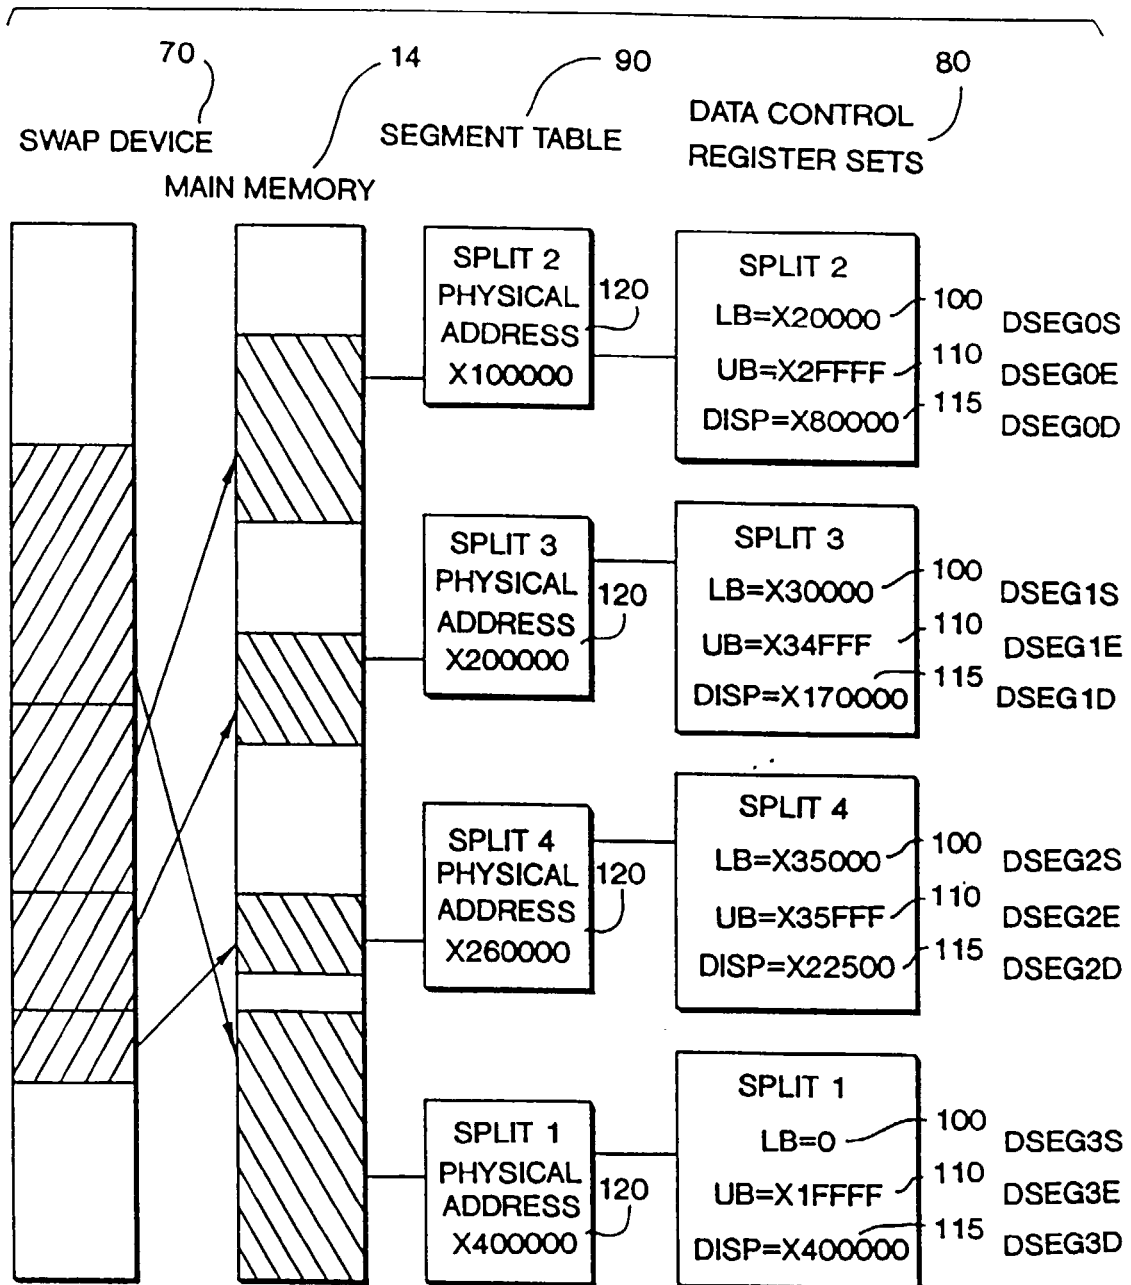 70
14
90
80
SWAP DEVICE
MAIN MEMORY
SEGMENT TABLE
DATA CONTROL
REGISTER SETS
SPLIT 2
PHYSICAL
ADDRESS
X100000
120
SPLIT 2
LB=X20000
100
DSEG0S
UB=X2FFFF
110
DSEG0E
DISP=X80000
115
DSEG0D
SPLIT 3
PHYSICAL
ADDRESS
X200000
120
SPLIT 3
LB=X30000
100
DSEG1S
UB=X34FFF
110
DSEG1E
DISP=X170000
115
DSEG1D
SPLIT 4
PHYSICAL
ADDRESS
X260000
120
SPLIT 4
LB=X35000
100
DSEG2S
UB=X35FFF
110
DSEG2E
DISP=X22500
115
DSEG2D
SPLIT 1
PHYSICAL
ADDRESS
X400000
120
SPLIT 1
LB=0
100
DSEG3S
UB=X1FFFF
110
DSEG3E
DISP=X400000
115
DSEG3D